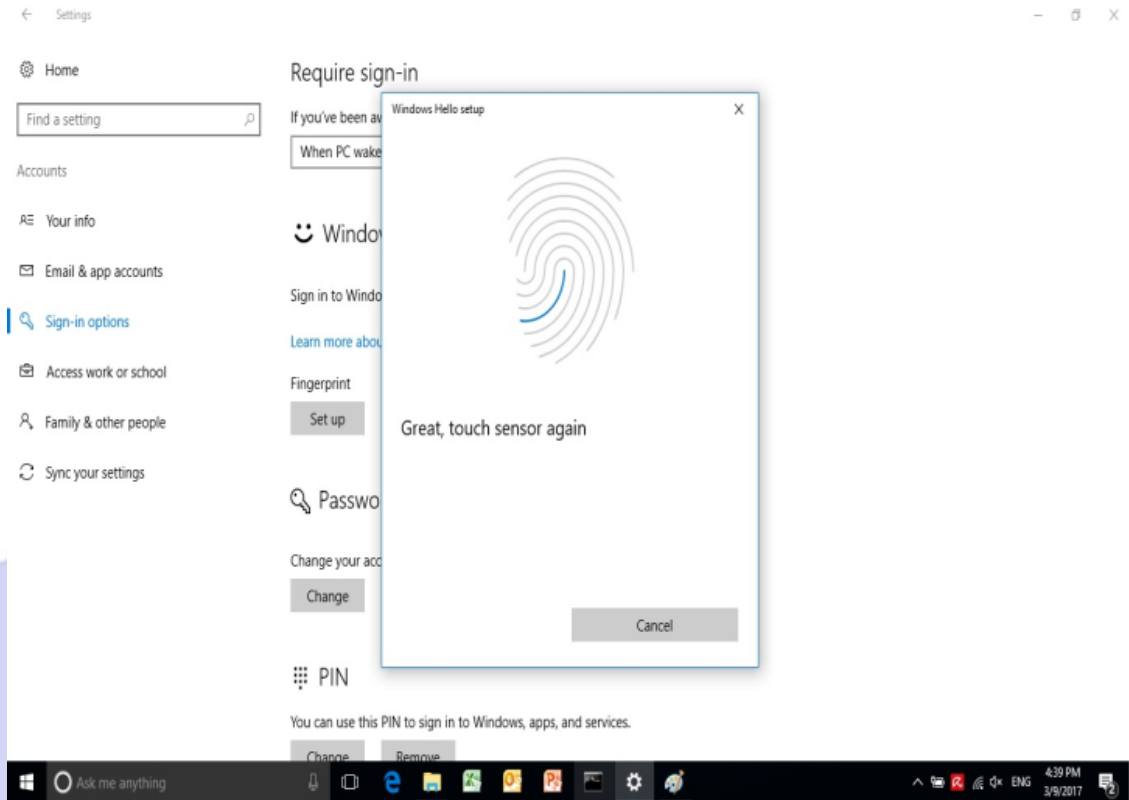 Settings
Home
Find a setting
Accounts
Your info
Email & app accounts
Sign-in options
Access work or school
Family & other people
Sync your settings
Require sign-in
If you've been aw
When PC wake
Windo
Sign in to Windo
Learn more abou
Fingerprint
Set up
Passwo
Change your acc
Change
PIN
You can use this PIN to sign in to Windows, apps, and services.
Change Remove
Windows Hello setup
Great, touch sensor again
Cancel
Ask me anything
ENG
4:39 PM
3/9/2017
2